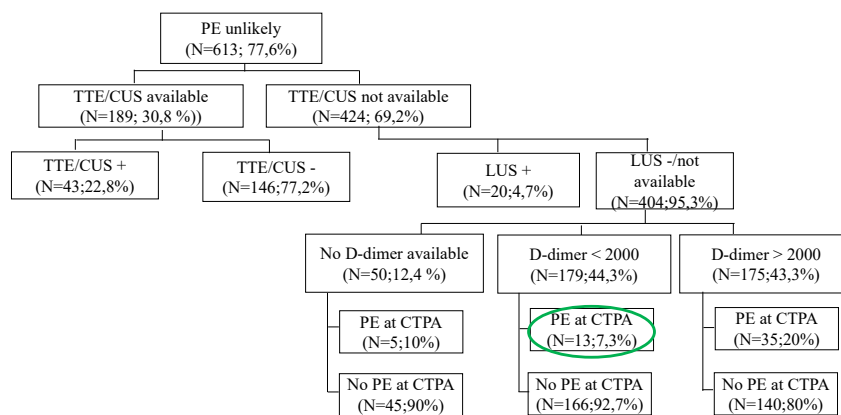 PE unlikely
(N=613; 77,6%)
TTE/CUS available
(N=189; 30,8 %))
TTE/CUS not available
(N=424; 69,2%)
TTE/CUS +
(N=43;22,8%)
TTE/CUS -
(N=146;77,2%)
LUS +
(N=20;4,7%)
LUS -/not
available
(N=404;95,3%)
No D-dimer available
(N=50;12,4 %)
D-dimer < 2000
(N=179;44,3%)
D-dimer > 2000
(N=175;43,3%)
PE at CTPA
(N=5;10%)
PE at CTPA
(N=13;7,3%)
PE at CTPA
(N=35;20%)
No PE at CTPA
(N=45;90%)
No PE at CTPA
(N=166;92,7%)
No PE at CTPA
(N=140;80%)